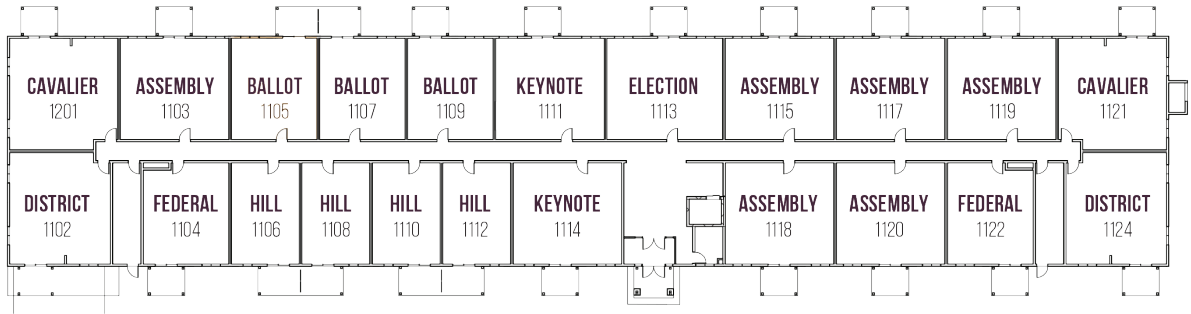 CAVALIER
1201
ASSEMBLY
1103
BALLOT
1105
BALLOT
1107
BALLOT
1109
KEYNOTE
1111
ELECTION
1113
ASSEMBLY
1115
ASSEMBLY
1117
ASSEMBLY
1119
CAVALIER
1121
DISTRICT
1102
FEDERAL
1104
HILL
1106
HILL
1108
HILL
1110
HILL
1112
KEYNOTE
1114
ASSEMBLY
1118
ASSEMBLY
1120
FEDERAL
1122
DISTRICT
1124